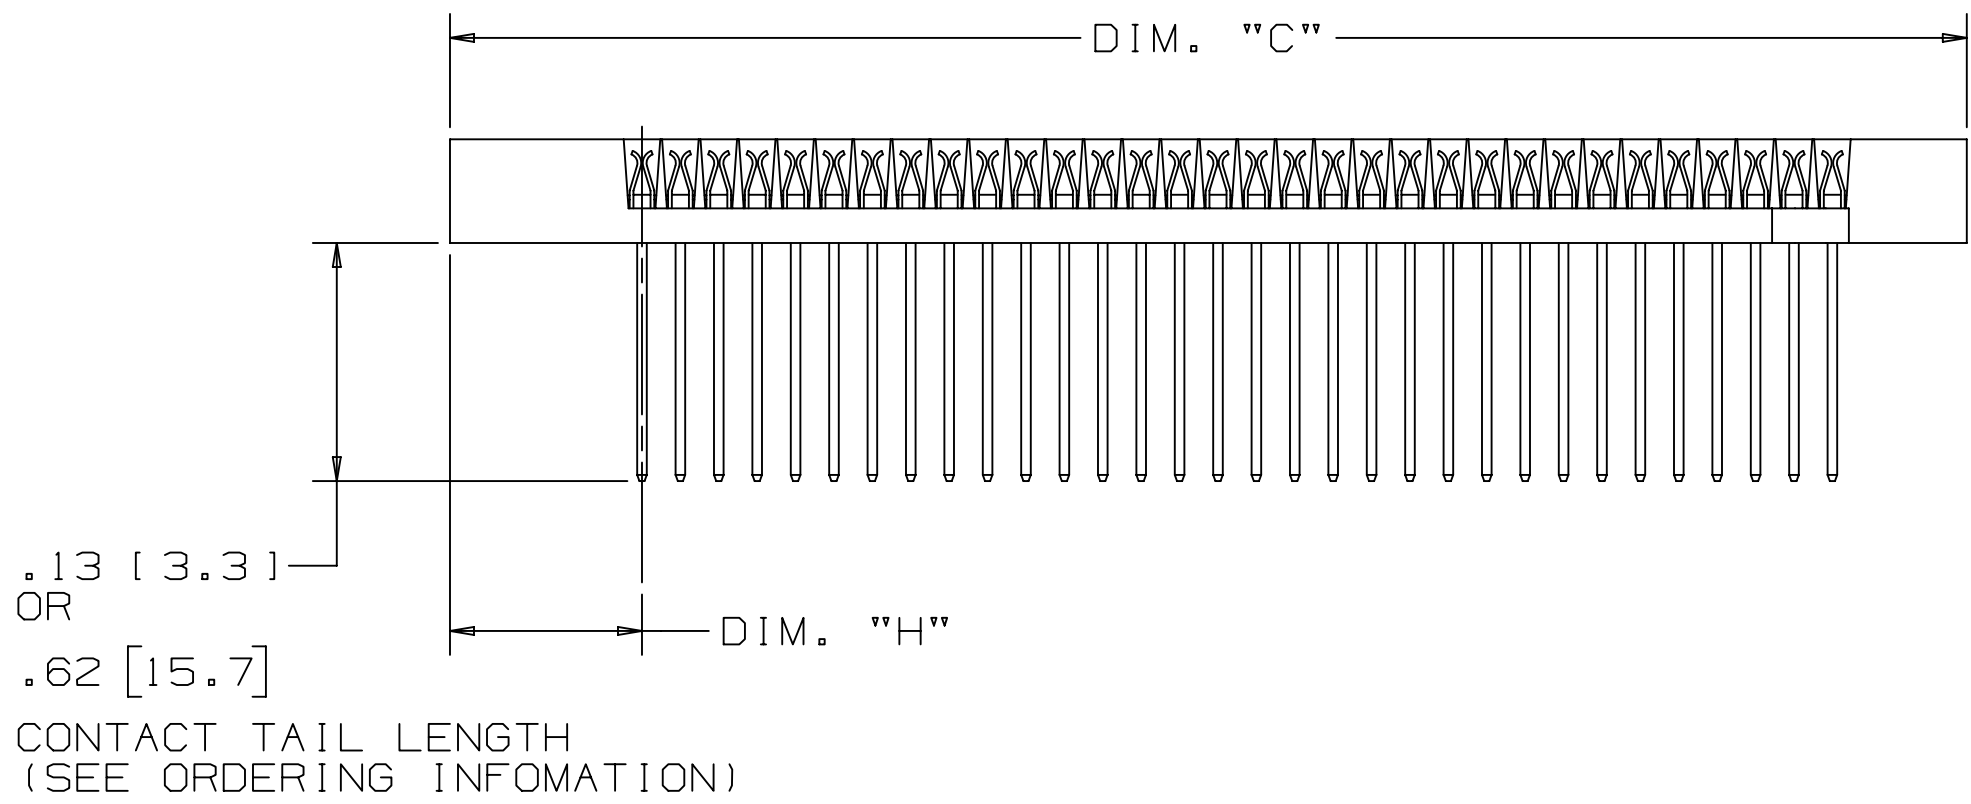 DIM. "C"
.13 [3.3]
OR
DIM. "H"
.62 [15.7]
CONTACT TAIL LENGTH
(SEE ORDERING INFOMATION)